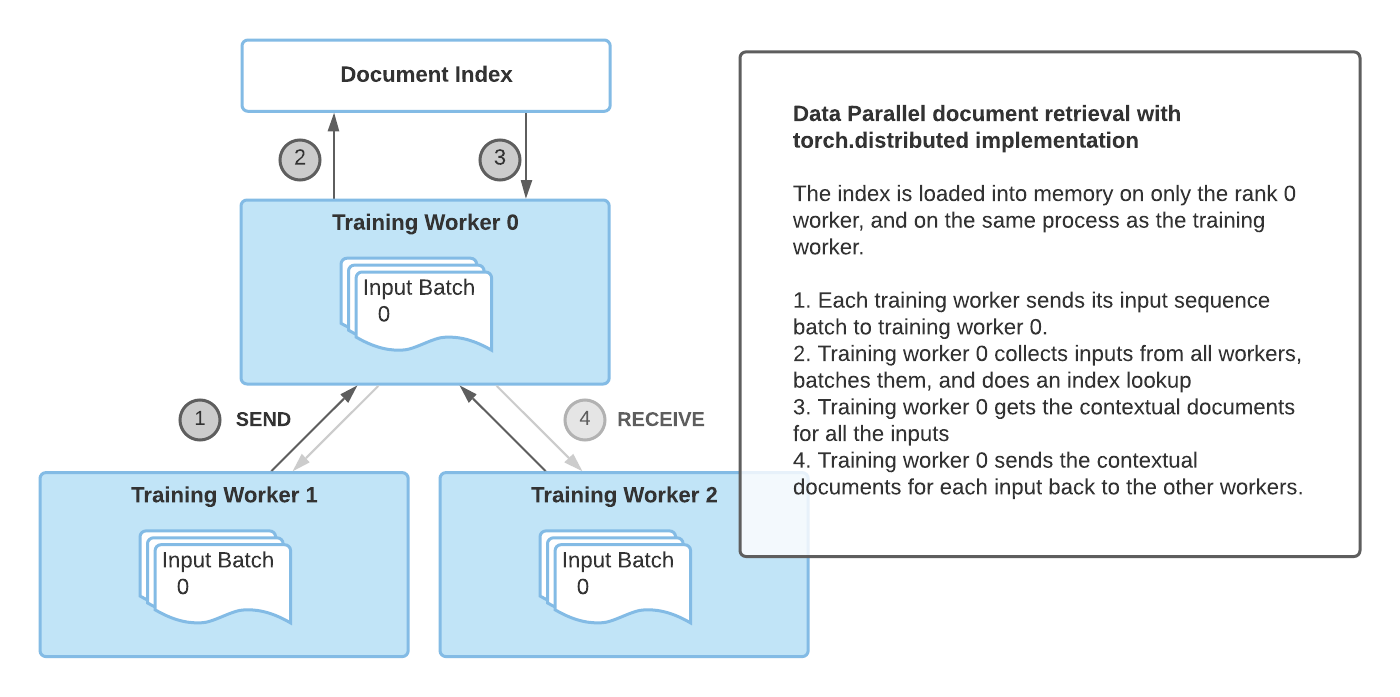 Document Index
2
3
Training Worker 0
Input Batch
0
1
SEND
4
RECEIVE
Training Worker 1
Input Batch
0
Training Worker 2
Input Batch
0
Data Parallel document retrieval with
torch.distributed implementation
The index is loaded into memory on only the rank 0
worker, and on the same process as the training
worker.
1. Each training worker sends its input sequence
batch to training worker 0.
2. Training worker 0 collects inputs from all workers,
batches them, and does an index lookup
3. Training worker 0 gets the contextual documents
for all the inputs
4. Training worker 0 sends the contextual
documents for each input back to the other workers.